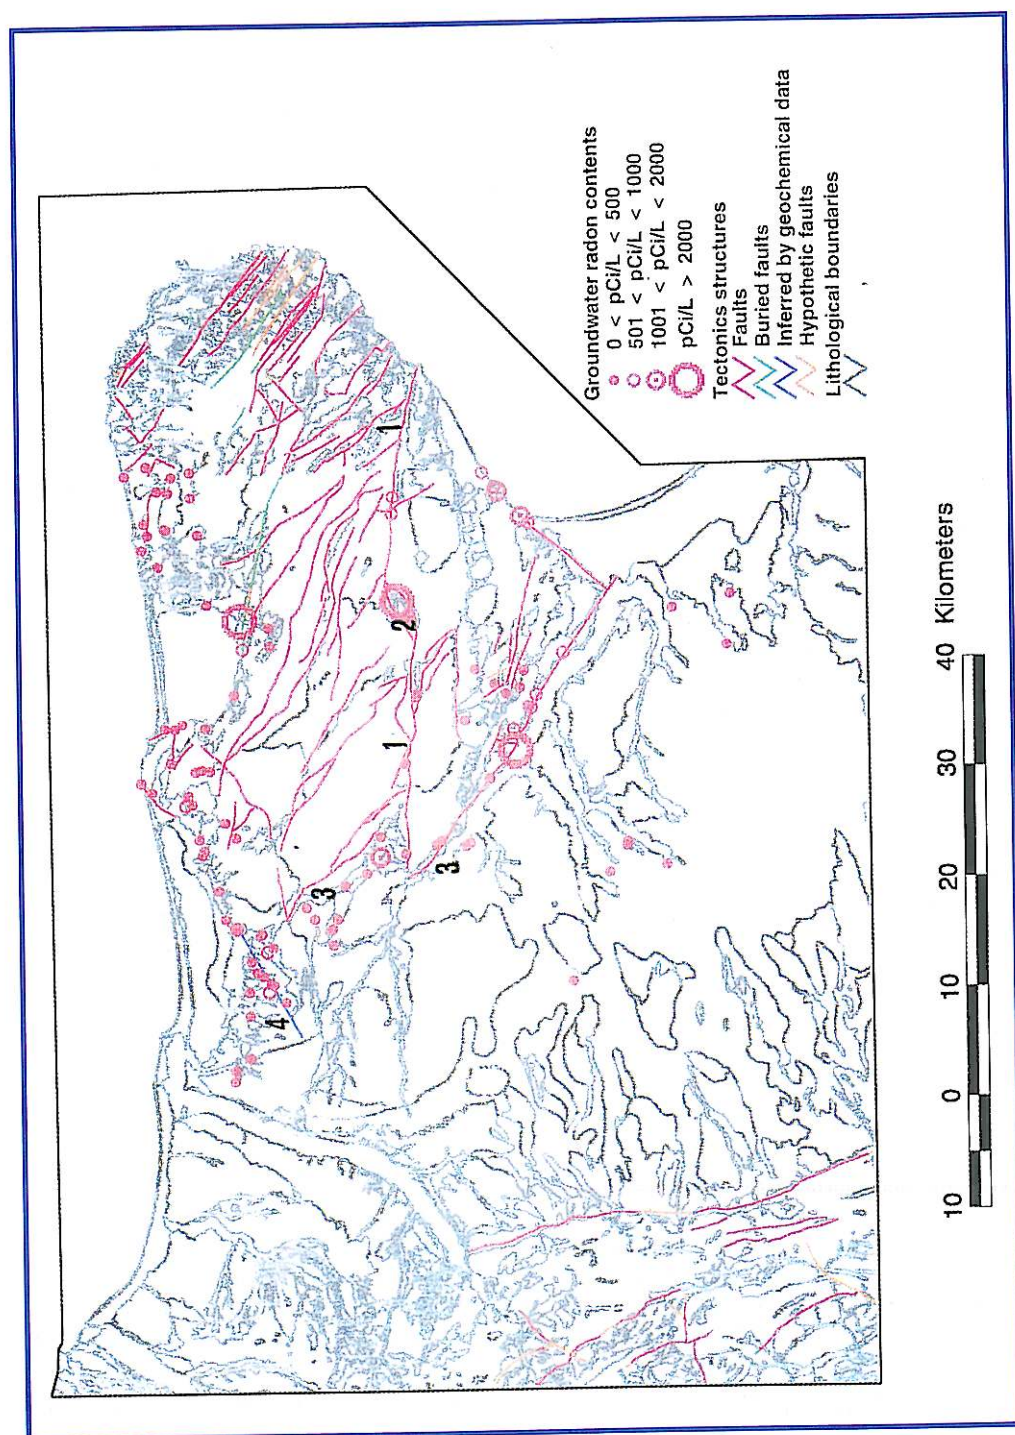 Groundwater radon contents
0 < pCi/L < 500
501 < pCi/L < 1000
1001 < pCi/L < 2000
pCi/L > 2000
Tectonics structures
Faults
Buried faults
Inferred by geochemical data
Hypothetic faults
Lithological boundaries
1
2
1
3
3
4
10 0 10 20 30 40 Kilometers